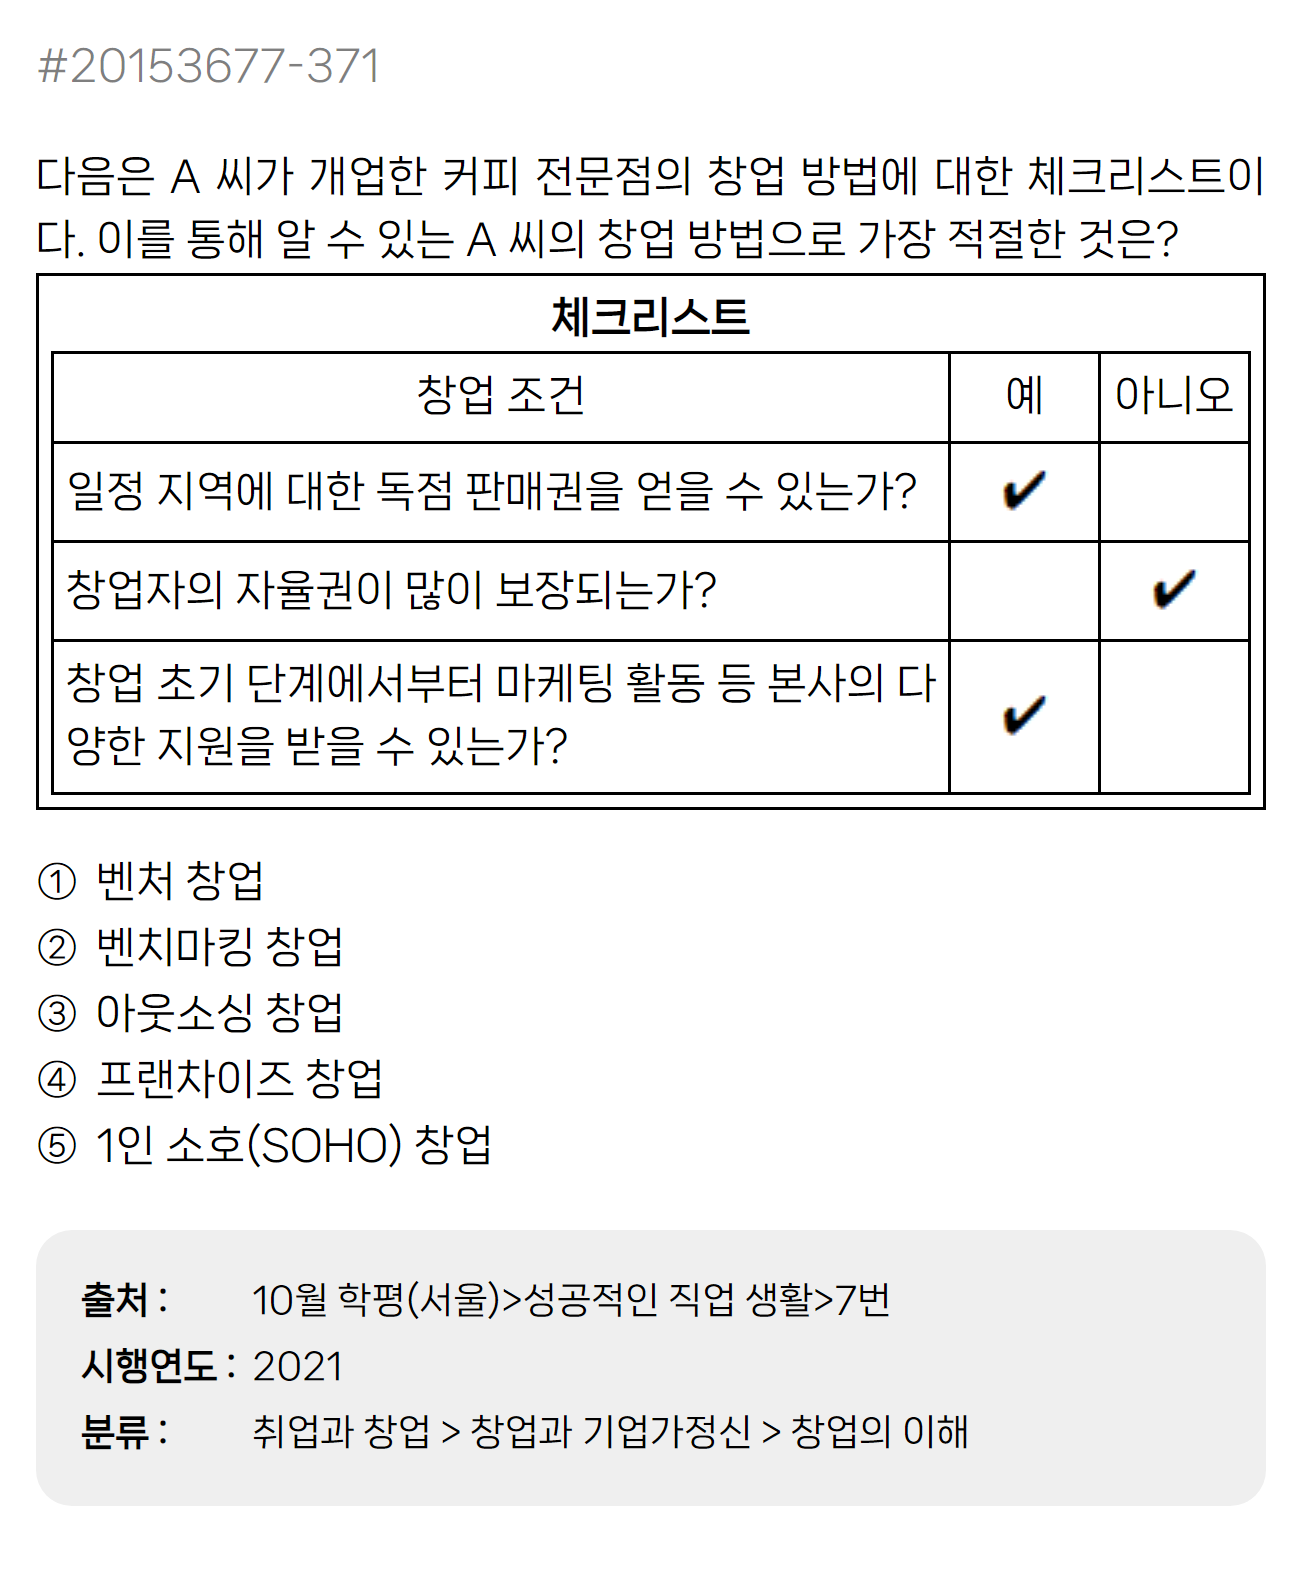 #20153677-371
다음은 A 씨가 개업한 커피 전문점의 창업 방법에 대한 체크리스트이
다. 이를 통해 알 수 있는 A 씨의 창업 방법으로 가장 적절한 것은?
체크리스트
창업 조건 예 아니오
일정 지역에 대한 독점 판매권을 얻을 수 있는가? ✔
창업자의 자율권이 많이 보장되는가? ✔
창업 초기 단계에서부터 마케팅 활동 등 본사의 다
양한 지원을 받을 수 있는가? ✔
① 벤처 창업
② 벤치마킹 창업
③ 아웃소싱 창업
④ 프랜차이즈 창업
⑤ 1인 소호(SOHO) 창업
출처 : 10월 학평(서울)>성공적인 직업 생활>7번
시행연도 : 2021
분류 : 취업과 창업 > 창업과 기업가정신 > 창업의 이해